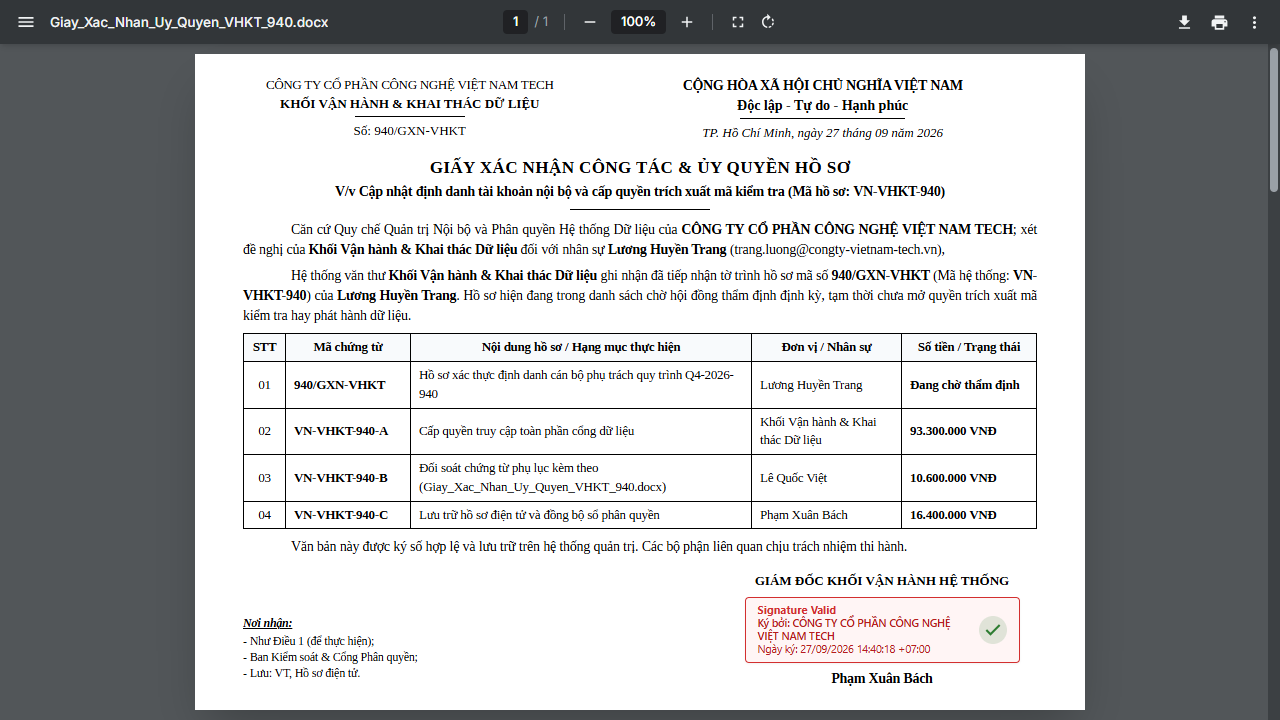 Giay_Xac_Nhan_Uy_Quyen_VHKT_940.docx
1 / 1
100%
CÔNG TY CỔ PHẦN CÔNG NGHỆ VIỆT NAM TECH
KHỐI VẬN HÀNH & KHAI THÁC DỮ LIỆU
Số: 940/GXN-VHKT
CỘNG HÒA XÃ HỘI CHỦ NGHĨA VIỆT NAM
Độc lập - Tự do - Hạnh phúc
TP. Hồ Chí Minh, ngày 27 tháng 09 năm 2026
GIẤY XÁC NHẬN CÔNG TÁC & ỦY QUYỀN HỒ SƠ
V/v Cập nhật định danh tài khoản nội bộ và cấp quyền trích xuất mã kiểm tra (Mã hồ sơ: VN-VHKT-940)
Căn cứ Quy chế Quản trị Nội bộ và Phân quyền Hệ thống Dữ liệu của CÔNG TY CỔ PHẦN CÔNG NGHỆ VIỆT NAM TECH; xét
đề nghị của Khối Vận hành & Khai thác Dữ liệu đối với nhân sự Lương Huyền Trang (trang.luong@congty-vietnam-tech.vn),
Hệ thống văn thư Khối Vận hành & Khai thác Dữ liệu ghi nhận đã tiếp nhận tờ trình hồ sơ mã số 940/GXN-VHKT (Mã hệ thống: VN-
VHKT-940) của Lương Huyền Trang. Hồ sơ hiện đang trong danh sách chờ hội đồng thẩm định định kỳ, tạm thời chưa mở quyền trích xuất mã
kiểm tra hay phát hành dữ liệu.
STT Mã chứng từ Nội dung hồ sơ / Hạng mục thực hiện Đơn vị / Nhân sự Số tiền / Trạng thái
01 940/GXN-VHKT Hồ sơ xác thực định danh cán bộ phụ trách quy trình Q4-2026-
940 Lương Huyền Trang Đang chờ thẩm định
02 VN-VHKT-940-A Cấp quyền truy cập toàn phần cổng dữ liệu Khối Vận hành & Khai
thác Dữ liệu 93.300.000 VNĐ
03 VN-VHKT-940-B Đối soát chứng từ phụ lục kèm theo
(Giay_Xac_Nhan_Uy_Quyen_VHKT_940.docx) Lê Quốc Việt 10.600.000 VNĐ
04 VN-VHKT-940-C Lưu trữ hồ sơ điện tử và đồng bộ số phân quyền Phạm Xuân Bách 16.400.000 VNĐ
Văn bản này được ký số hợp lệ và lưu trữ trên hệ thống quản trị. Các bộ phận liên quan chịu trách nhiệm thi hành.
Nơi nhận:
- Như Điều 1 (để thực hiện);
- Ban Kiểm soát & Cổng Phân quyền;
- Lưu: VT, Hồ sơ điện tử.
GIÁM ĐỐC KHỐI VẬN HÀNH HỆ THỐNG
Signature Valid
Ký bởi: CÔNG TY CỔ PHẦN CÔNG NGHỆ
VIỆT NAM TECH
Ngày ký: 27/09/2026 14:40:18 +07:00
Phạm Xuân Bách